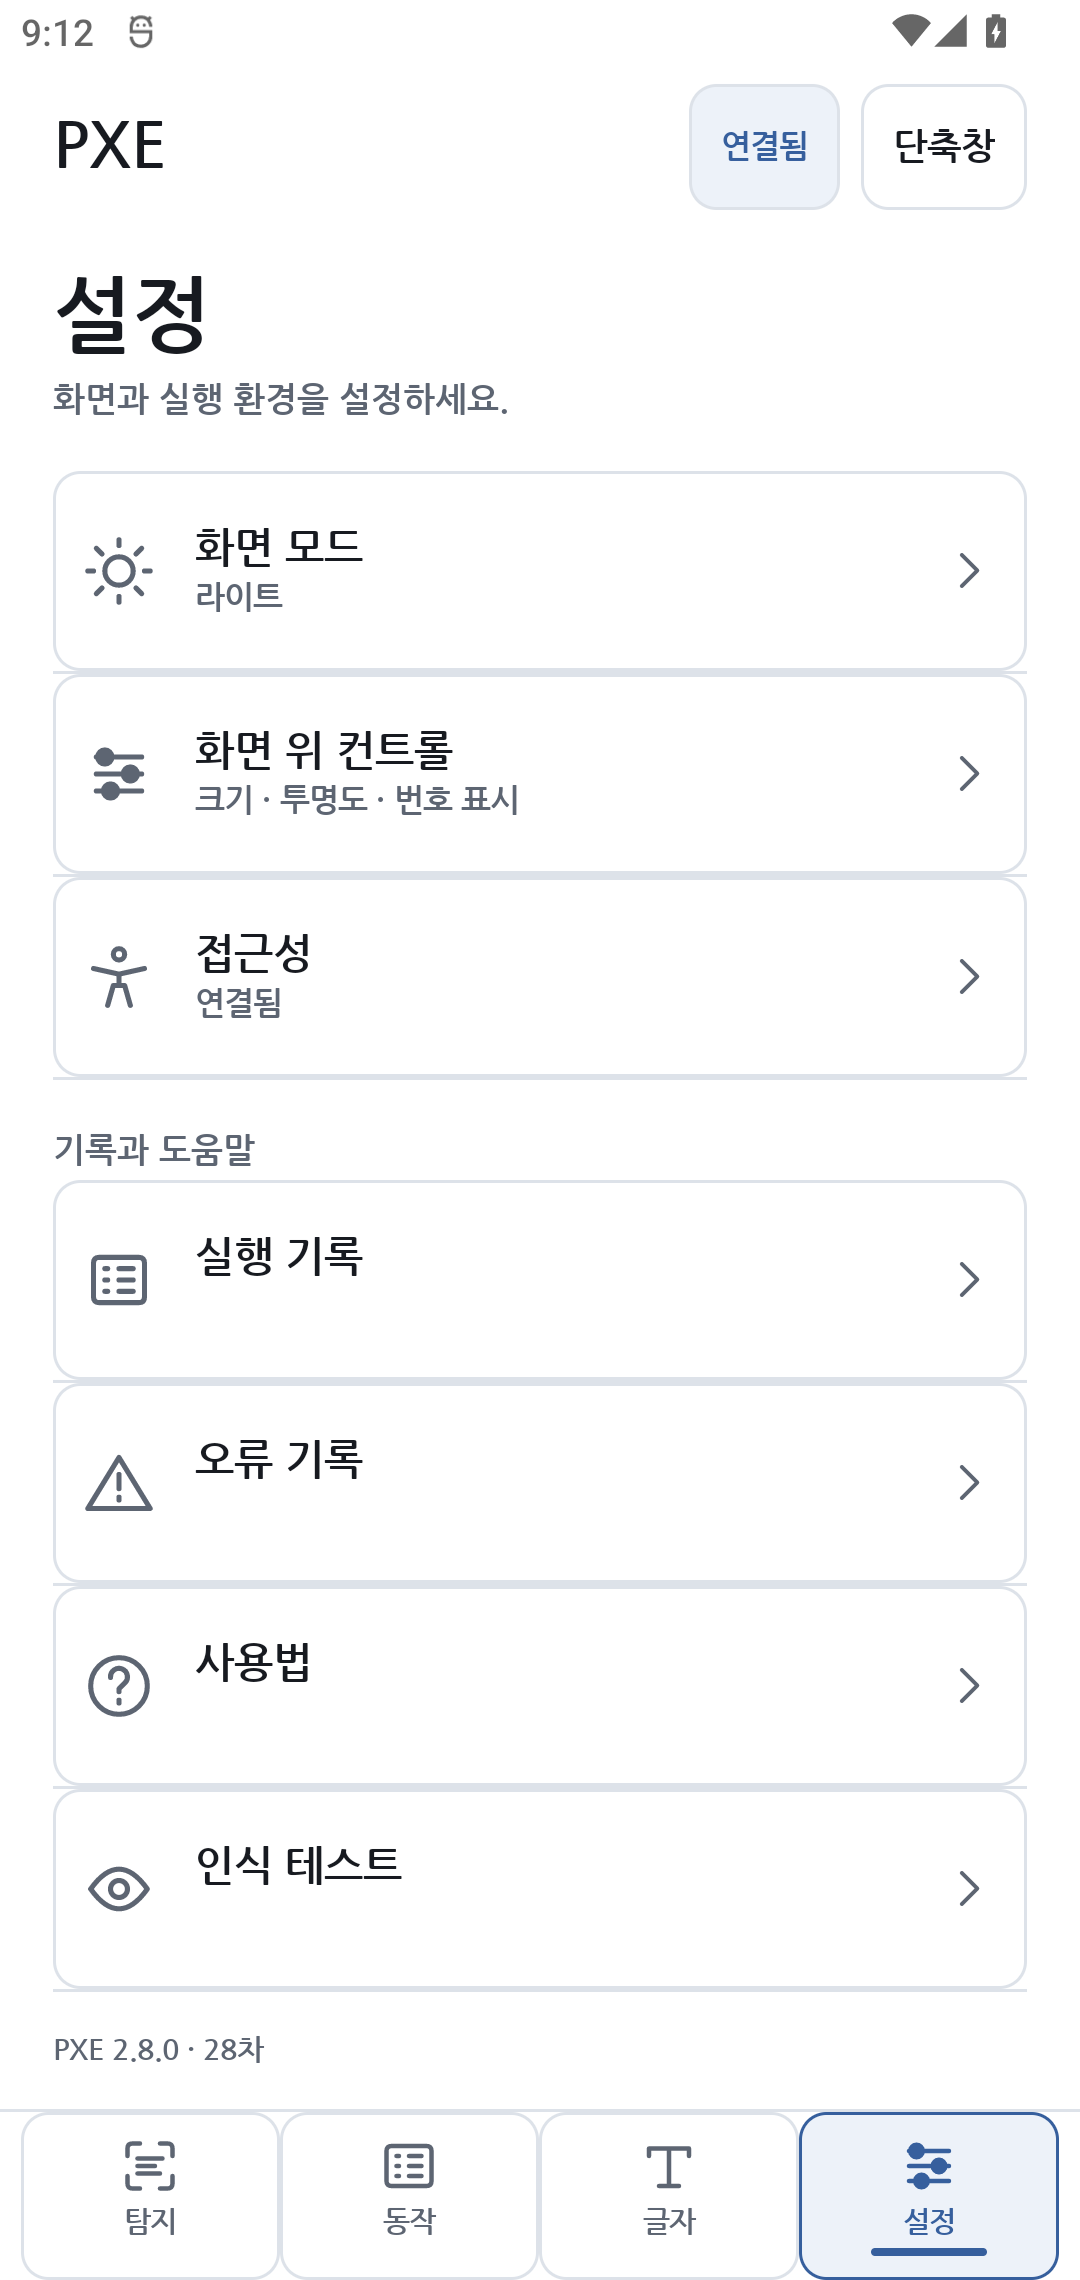 9:12
PXE
연결됨
단축창
설정
화면과 실행 환경을 설정하세요.
화면 모드
라이트
화면 위 컨트롤
크기 · 투명도 · 번호 표시
접근성
연결됨
기록과 도움말
실행 기록
오류 기록
사용법
인식 테스트
PXE 2.8.0 · 28차
탐지
동작
글자
설정